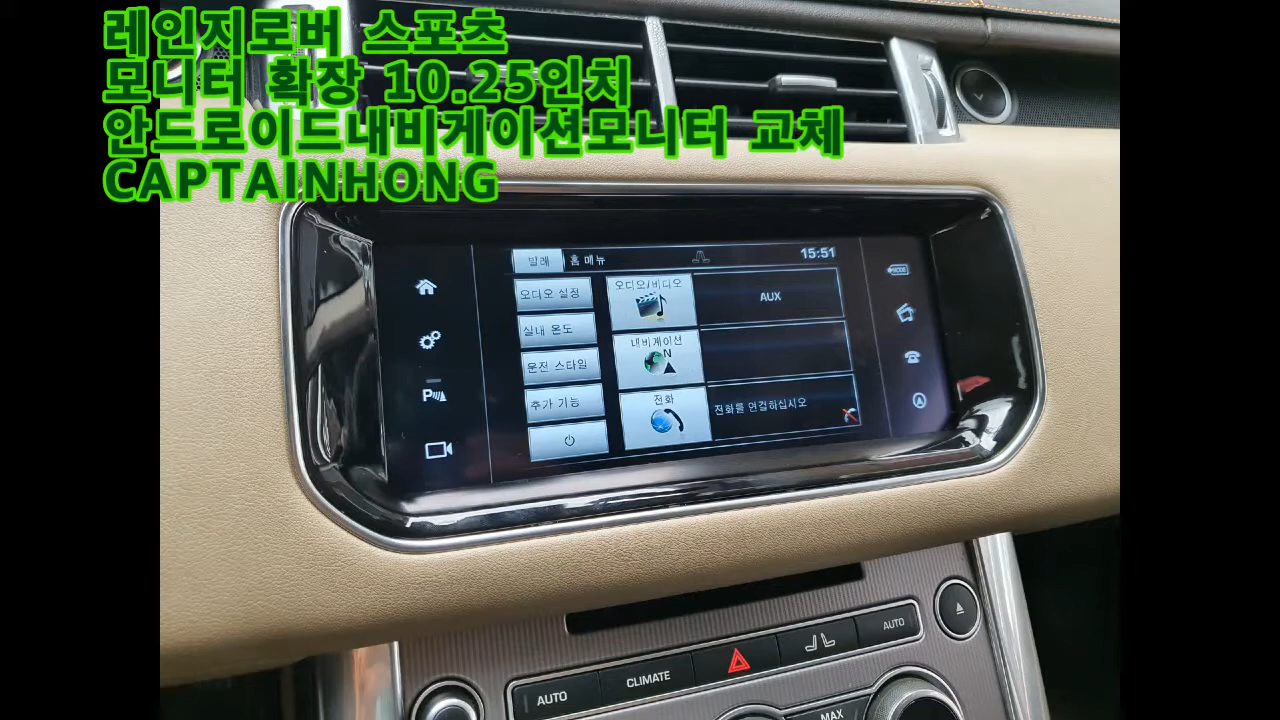 레인지로버 스포츠
모니터 확장 10.25인치
안드로이드내비게이션모니터 교체
CAPTAINHONG
발레 홈 메뉴 15:51
오디오 설정
오디오/비디오
AUX
실내 온도
내비게이션
N
운전 스타일
추가 기능
전화
전화를 연결하십시오
MODE
P
A
AUTO
CLIMATE
AUTO
MAX